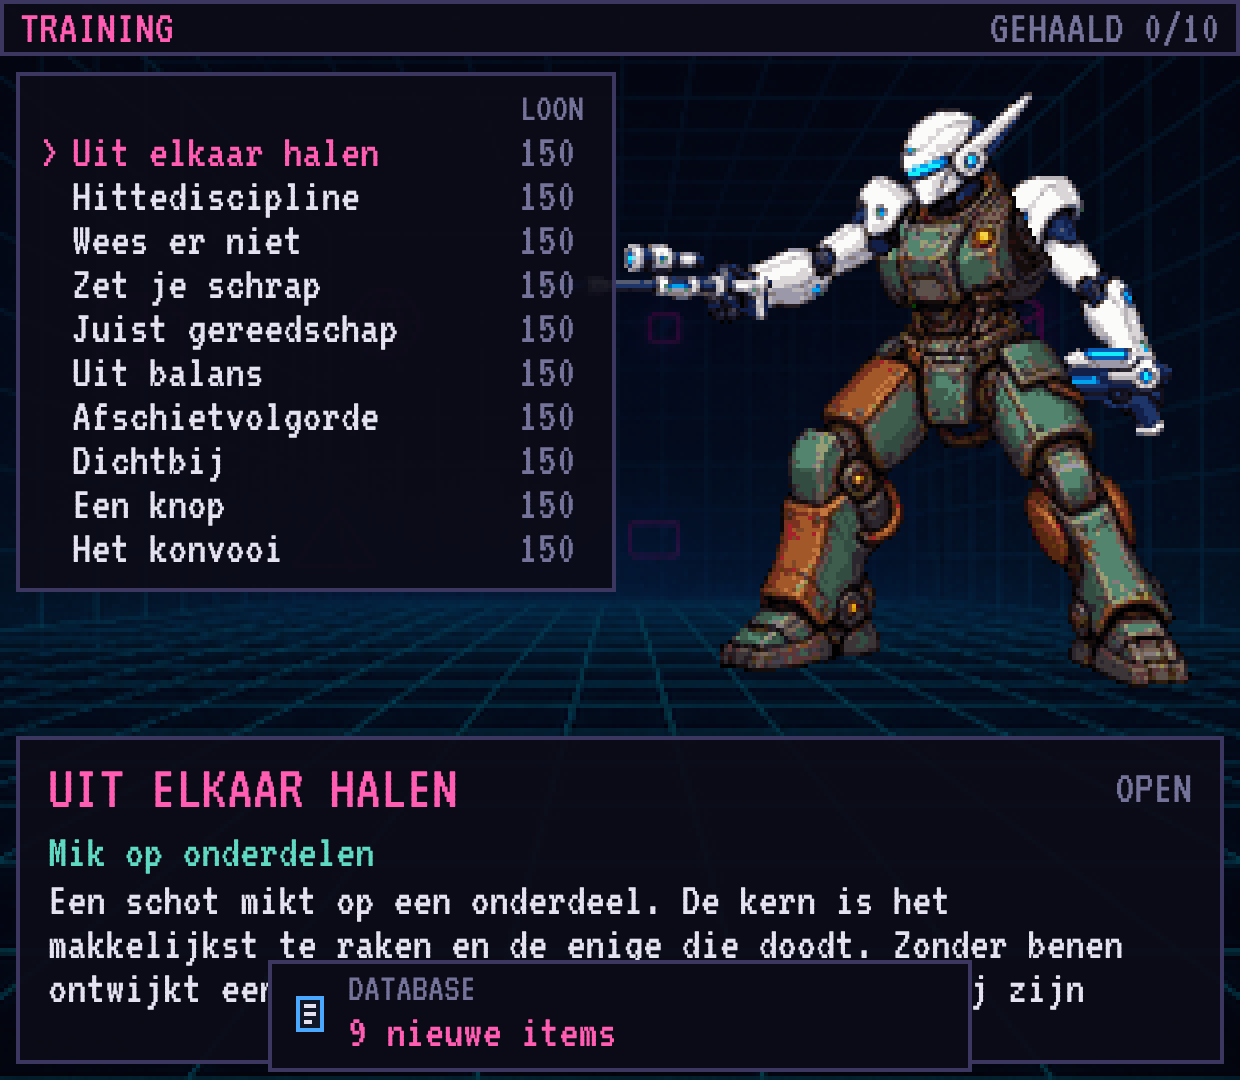 TRAINING
GEHAALD 0/10
LOON
Uit elkaar halen 150
Hittediscipline 150
Wees er niet 150
Zet je schrap 150
Juist gereedschap 150
Uit balans 150
Afschietvolgorde 150
Dichtbij 150
Een knop 150
Het konvooi 150
UIT ELKAAR HALEN
OPEN
Mik op onderdelen
Een schot mikt op een onderdeel. De kern is het
makkelijkst te raken en de enige die doodt. Zonder benen
ontwijkt zijn
DATABASE
9 nieuwe items